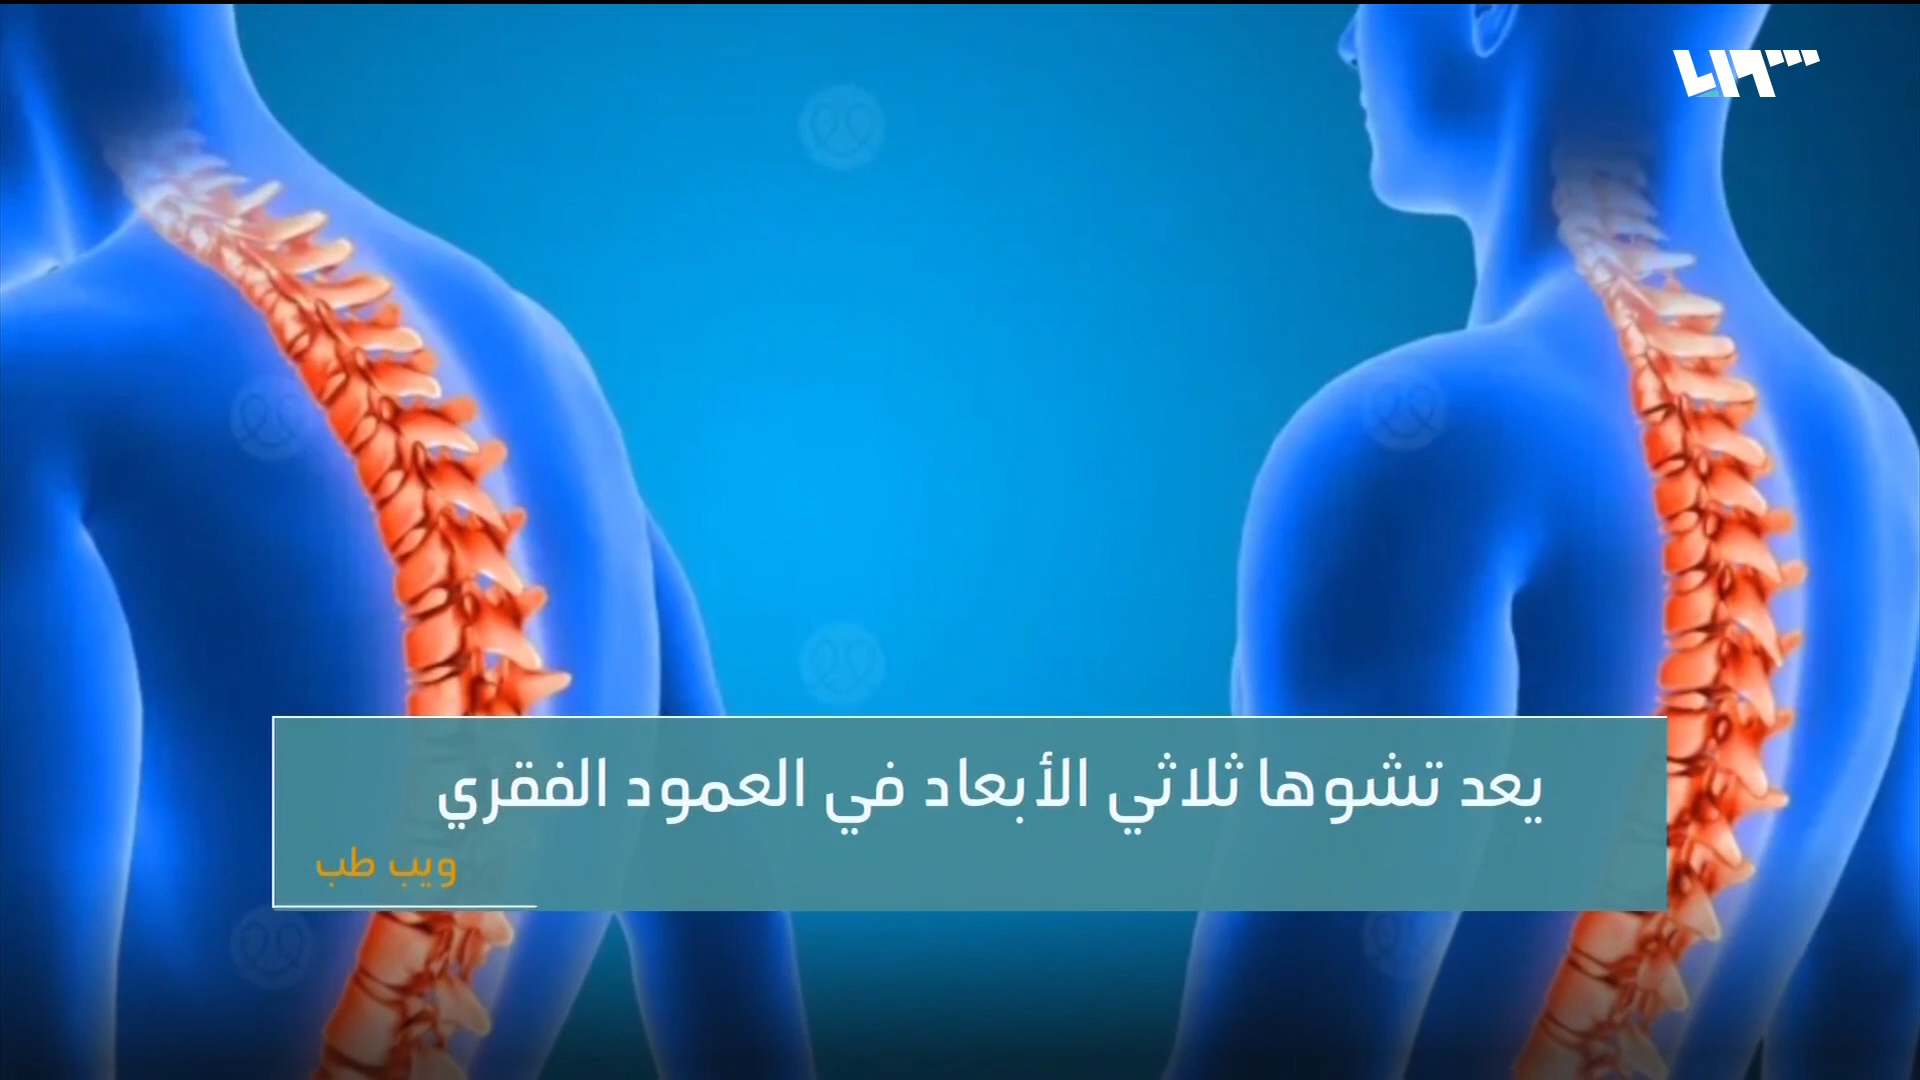 يعد تشوها ثلاثي الأبعاد في العمود الفقري
ويب طب